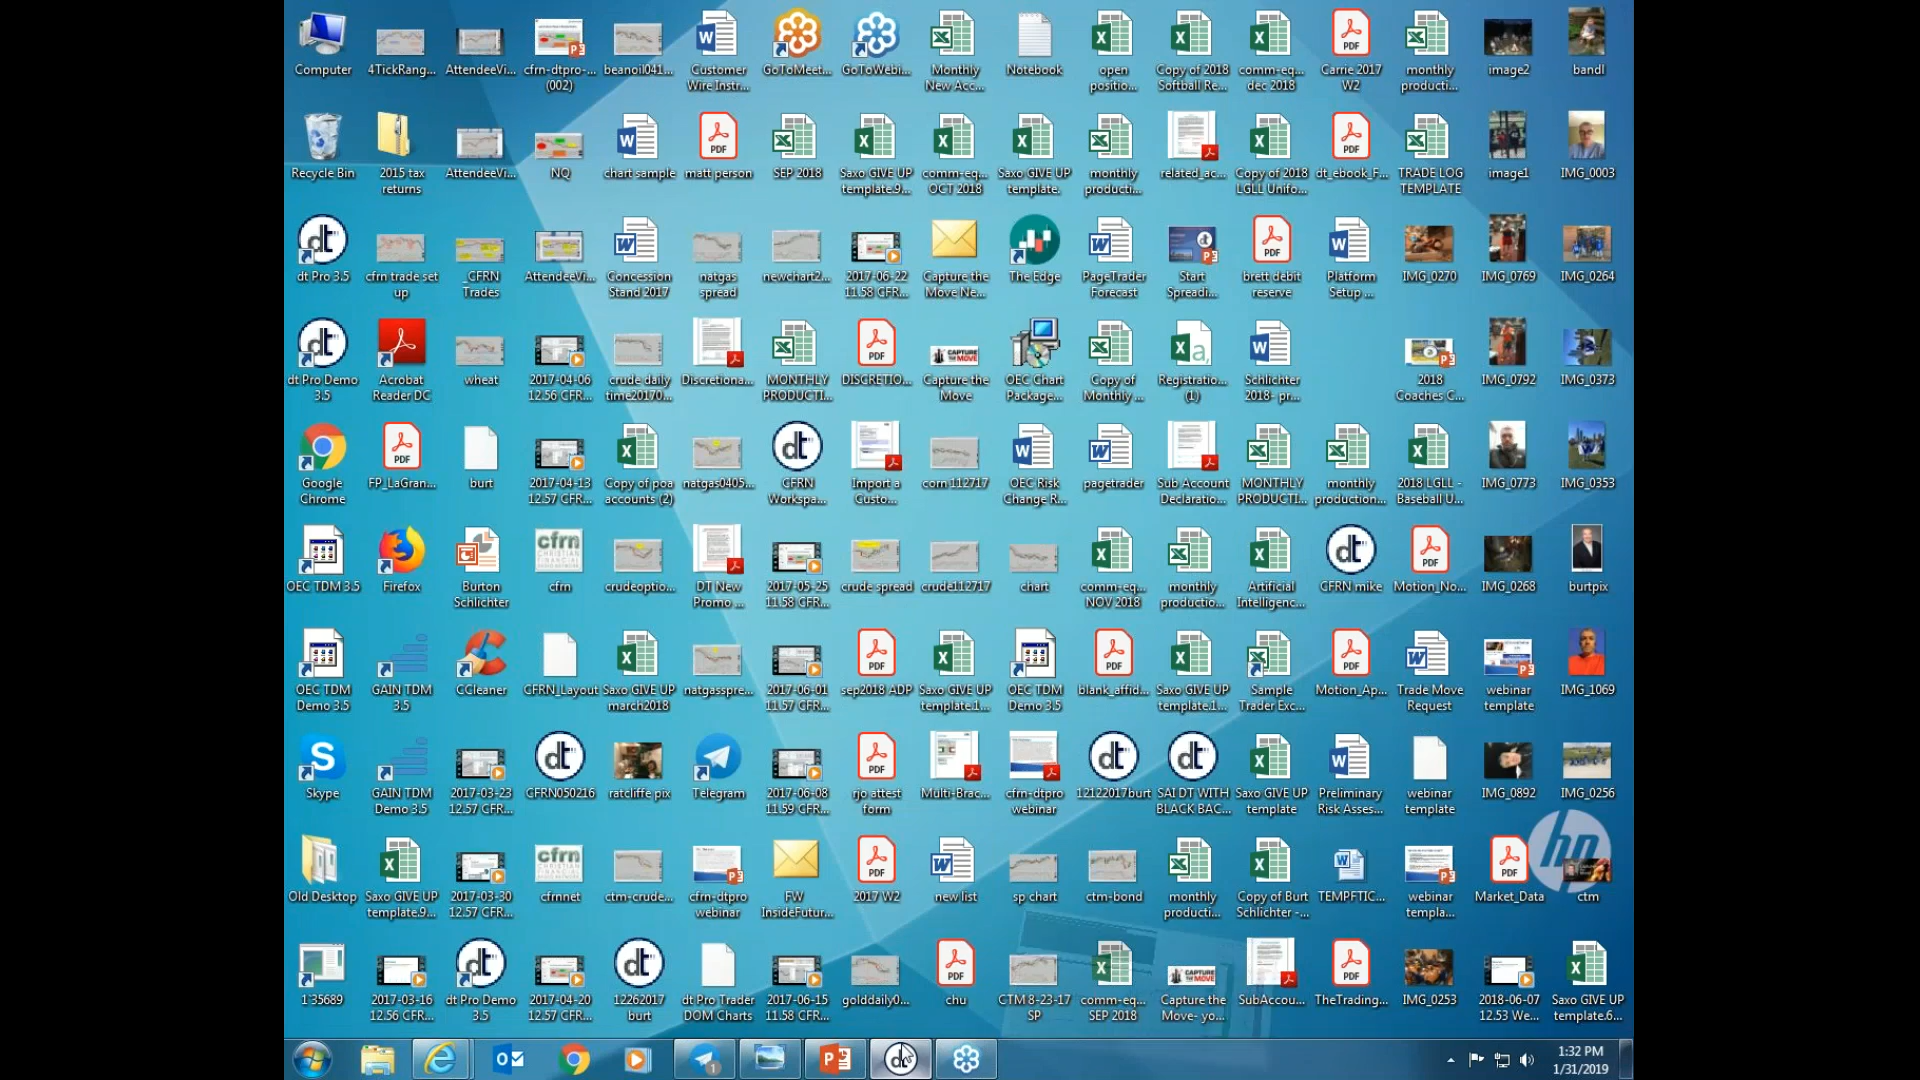 Computer
4TickRang...
AttendeeVi...
cfrn-dtpro-...
(002)
beanoil041...
Customer
Wire Instr...
GoToMeet...
GoToWebi...
Monthly
New Acc...
Notebook
open
positio...
Copy of 2018
Softball Re...
comm-eq...
dec 2018
Carrie 2017
W2
monthly
producti...
image2
bandl
Recycle Bin
2015 tax
returns
AttendeeVi...
NQ
chart sample
matt person
SEP 2018
Saxo GIVE UP
template.9...
comm-eq...
OCT 2018
Saxo GIVE UP
template.
monthly
producti...
related_ac...
Copy of 2018
LGLL Unifo...
dt_ebook_F...
TRADE LOG
TEMPLATE
image1
IMG_0003
dt Pro 3.5
cfrn trade set
up
_CFRN
Trades
AttendeeVi...
Concession
Stand 2017
natgas
spread
newchart2...
2017-06-22
11.58 CFR...
Capture the
Move Ne...
The Edge
PageTrader
Forecast
Start
Spreadi...
brett debit
reserve
Platform
Setup ...
IMG_0270
IMG_0769
IMG_0264
dt Pro Demo
3.5
Acrobat
Reader DC
wheat
2017-04-06
12.56 CFR...
crude daily
time20170...
Discretiona...
MONTHLY
PRODUCTI...
DISCRETIO...
CAPTURE
THE MOVE
Capture the
Move
OEC Chart
Package...
Copy of
Monthly ...
Registratio...
(1)
Schlichter
2018- pr...
2018
Coaches C...
IMG_0792
IMG_0373
Google
Chrome
FP_LaGran...
burt
2017-04-13
12.57 CFR...
Copy of poa
accounts (2)
natgas0405...
CFRN
Workspa...
Import a
Custo...
corn 112717
OEC Risk
Change R...
pagetrader
Sub Account
Declaratio...
MONTHLY
PRODUCTI...
monthly
production...
2018 LGLL -
Baseball U...
IMG_0773
IMG_0353
OEC TDM 3.5
Firefox
Burton
Schlichter
cfrn
CHRISTIAN
FINANCIAL
cfrn
crudeoptio...
DT New
Promo ...
2017-05-25
11.58 CFR...
crude spread
crude112717
chart
comm-eq...
NOV 2018
monthly
productio...
Artificial
Intelligenc...
CFRN mike
Motion_No...
IMG_0268
burtpix
OEC TDM
Demo 3.5
GAIN TDM
3.5
CCleaner
CFRN_Layout
Saxo GIVE UP
march2018
natgasspre...
2017-06-01
11.57 CFR...
sep2018 ADP
Saxo GIVE UP
template.1...
OEC TDM
Demo 3.5
blank_affid...
Saxo GIVE UP
template.1...
Sample
Trader Exc...
Motion_Ap...
Trade Move
Request
webinar
template
IMG_1069
Skype
GAIN TDM
Demo 3.5
2017-03-23
12.57 CFR...
CFRN050216
ratcliffe pix
Telegram
2017-06-08
11.59 CFR...
rjo attest
form
Multi-Brac...
cfrn-dtpro
webinar
12122017burt
SAI DT WITH
BLACK BAC...
Saxo GIVE UP
template
Preliminary
Risk Asses...
webinar
template
IMG_0892
IMG_0256
Old Desktop
Saxo GIVE UP
template.9...
2017-03-30
12.57 CFR...
cfrn
CHRISTIAN
FINANCIAL
cfrnnet
ctm-crude...
cfrn-dtpro
webinar
FW
InsideFutur...
2017 W2
new list
sp chart
ctm-bond
monthly
producti...
Copy of Burt
Schlichter -...
TEMPFTIC...
webinar
templa...
Market_Data
hp
ctm
1`35689
2017-03-16
12.56 CFR...
dt Pro Demo
3.5
2017-04-20
12.57 CFR...
12262017
burt
dt Pro Trader
DOM Charts
2017-06-15
11.58 CFR...
golddaily0...
chu
CTM 8-23-17
SP
comm-eq...
SEP 2018
CAPTURE
THE MOVE
Capture the
Move- yo...
SubAccou...
TheTrading...
IMG_0253
2018-06-07
12.53 We...
Saxo GIVE UP
template.6...
1:32 PM
1/31/2019